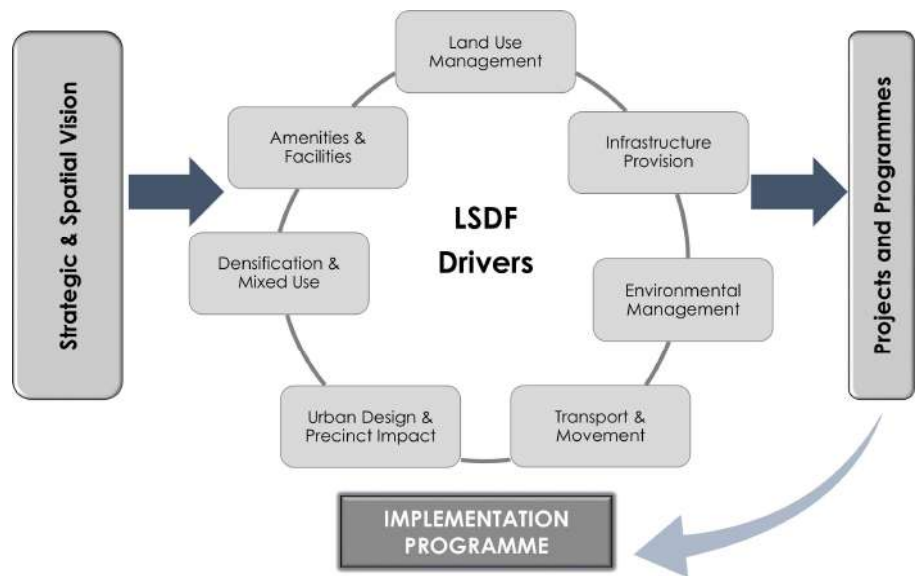 Strategic & Spatial Vision
Land Use
Management
Amenities &
Facilities
Infrastructure
Provision
LSDF
Drivers
Densification &
Mixed Use
Environmental
Management
Urban Design &
Precinct Impact
Transport &
Movement
Projects and Programmes
IMPLEMENTATION
PROGRAMME